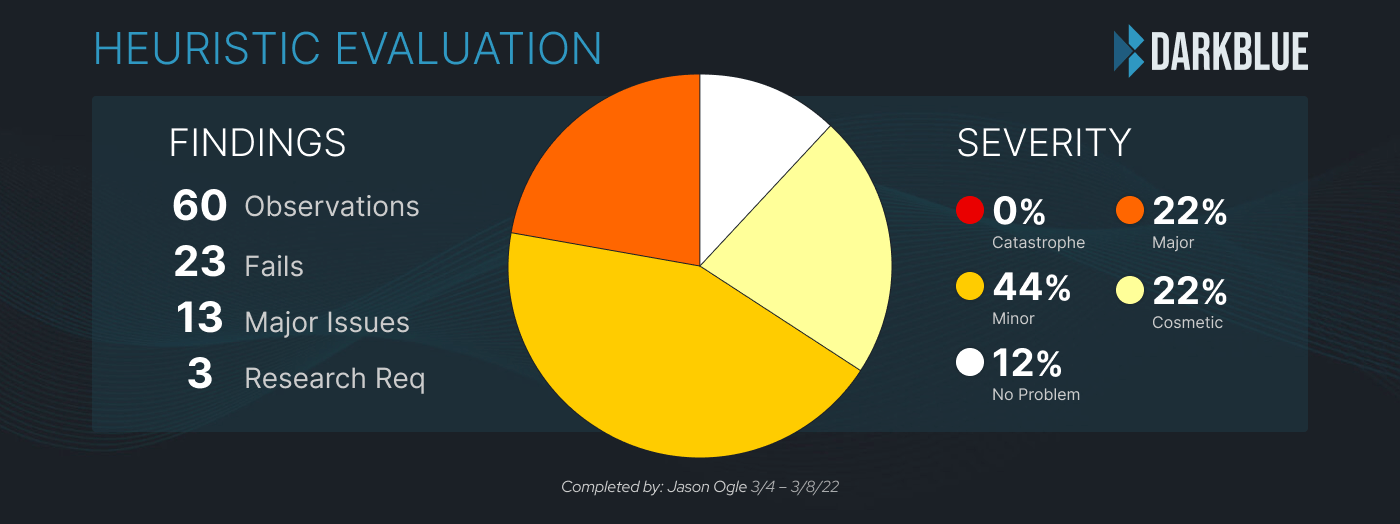 HEURISTIC EVALUATION
DARKBLUE
FINDINGS
60 Observations
23 Fails
13 Major Issues
3 Research Req
SEVERITY
0% 22%
Catastrophe Major
44% 22%
Minor Cosmetic
12%
No Problem
Completed by: Jason Ogle 3/4 – 3/8/22